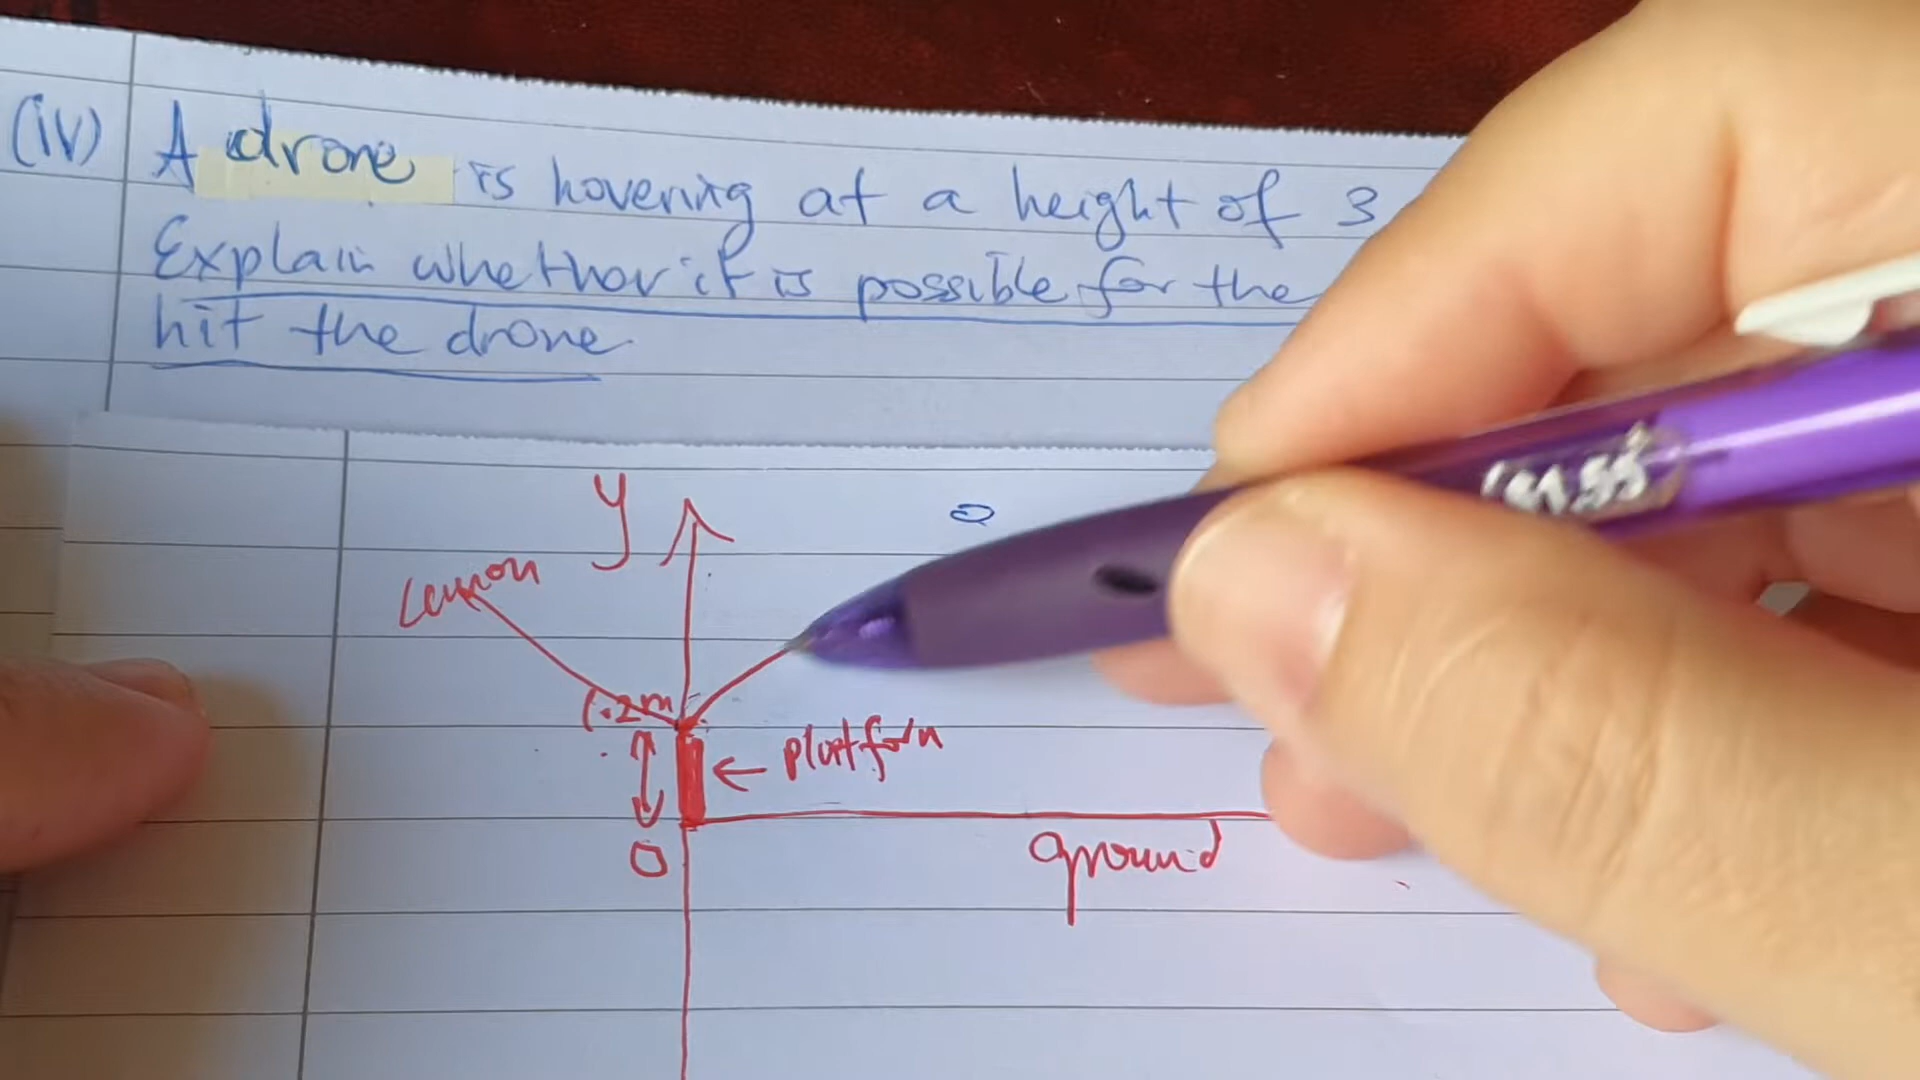 (iv) A drone is hovering at a height of 3
Explain whether it is possible for the
hit the drone
y
Lemon
1.2m
← platform
0
ground